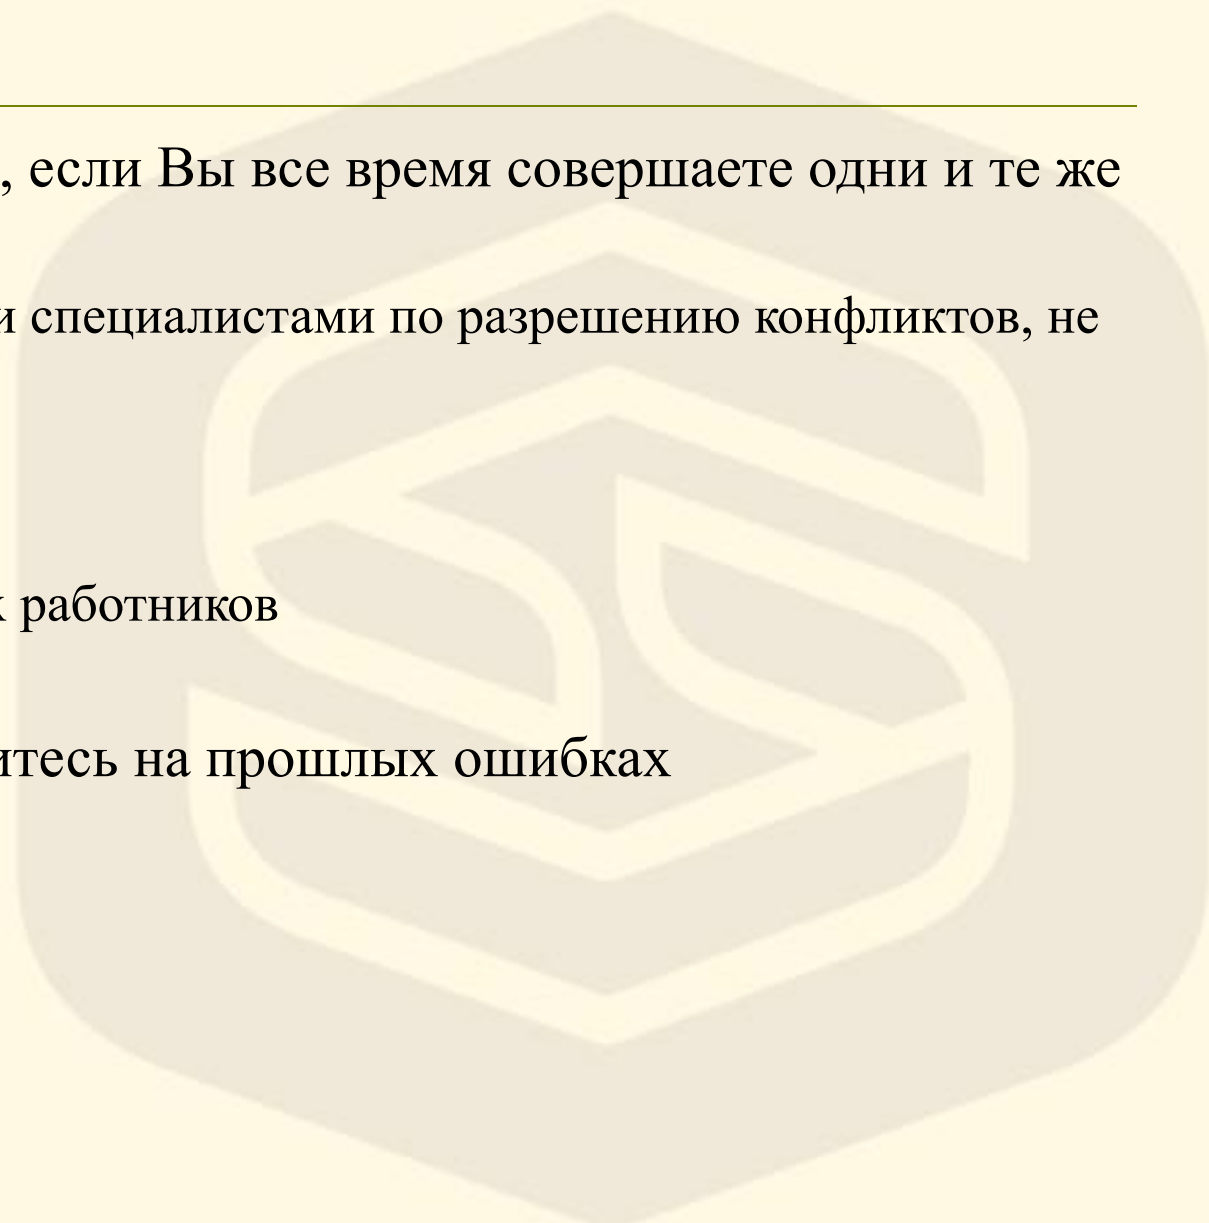 , если Вы все время совершаете одни и те же
и специалистами по разрешению конфликтов, не
х работников
итесь на прошлых ошибках